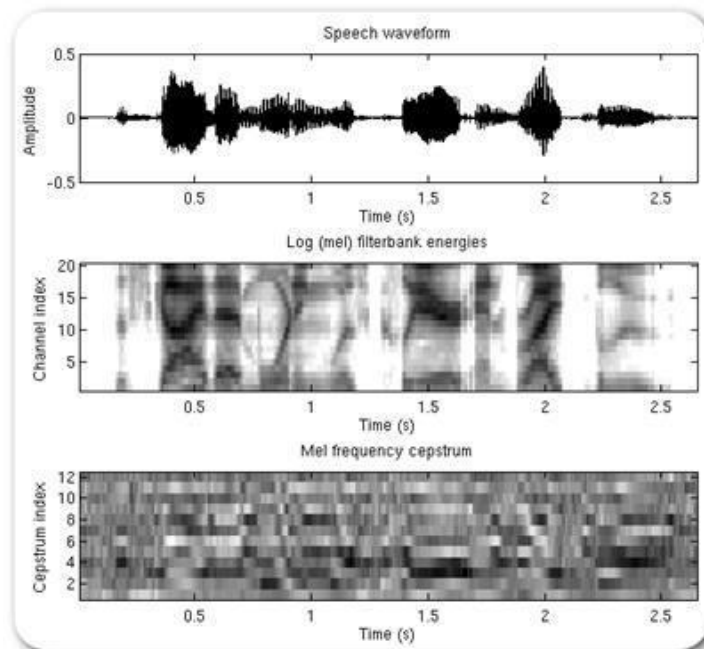 Speech waveform
0.5
0
-0.5
Amplitude
0.5 1 1.5 2 2.5
Time (s)
Log (mel) filterbank energies
20
15
10
5
Channel index
0.5 1 1.5 2 2.5
Time (s)
Mel frequency cepstrum
12
10
8
6
4
2
Cepstrum index
0.5 1 1.5 2 2.5
Time (s)